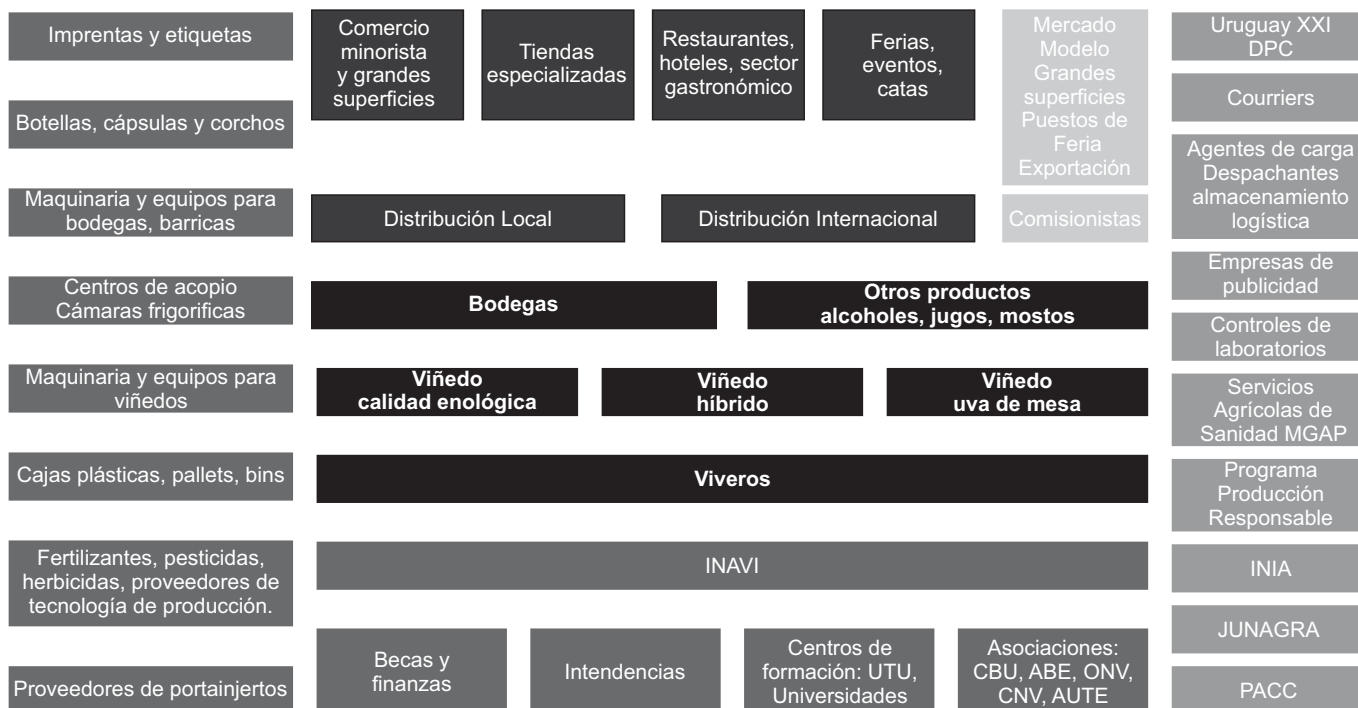 Imprentas y etiquetas
Botellas, cápsulas y corchos
Maquinaria y equipos para
bodegas, barricas
Centros de acopio
Cámaras frigorificas
Maquinaria y equipos para
viñedos
Cajas plásticas, pallets, bins
Fertilizantes, pesticidas,
herbicidas, proveedores de
tecnología de producción.
Proveedores de portainjertos
Comercio
minorista
y grandes
superficies
Tiendas
especializadas
Restaurantes,
hoteles, sector
gastronómico
Ferias,
eventos,
catas
Mercado
Modelo
Grandes
superficies
Puestos de
Feria
Exportación
Distribución Local
Distribución Internacional
Comisionistas
Bodegas
Otros productos
alcoholes, jugos, mostos
Viñedo
calidad enológica
Viñedo
híbrido
Viñedo
uva de mesa
Viveros
INAVI
Becas y
finanzas
Intendencias
Centros de
formación: UTU,
Universidades
Asociaciones:
CBU, ABE, ONV,
CNV, AUTE
Uruguay XXI
DPC
Courriers
Agentes de carga
Despachantes
almacenamiento
logística
Empresas de
publicidad
Controles de
laboratorios
Servicios
Agrícolas de
Sanidad MGAP
Programa
Producción
Responsable
INIA
JUNAGRA
PACC